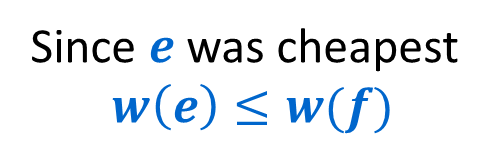 Since e was cheapest
w(e) ≤ w(f)